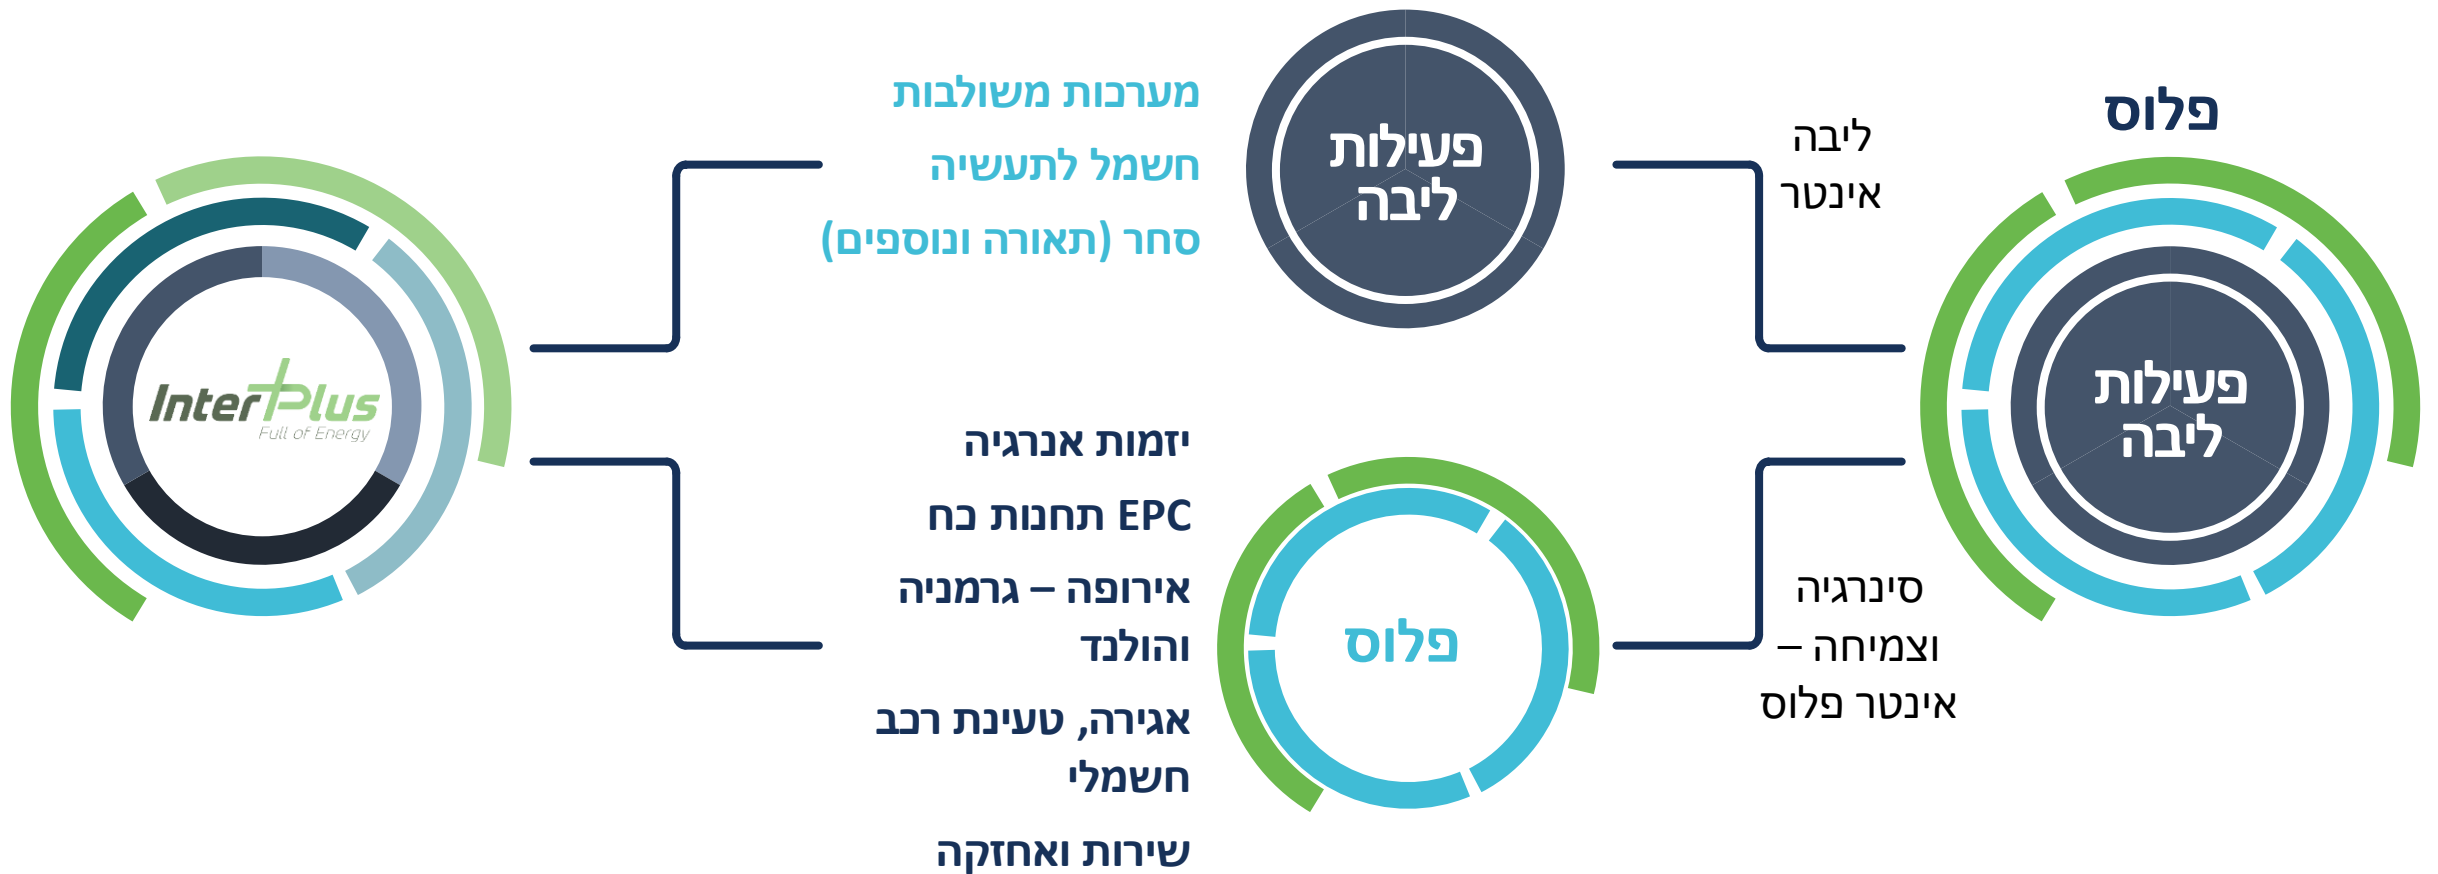 פלוס
פעילות
ליבה
ליבה
אינטר
סינרגיה
וצמיחה –
אינטר פלוס
פעילות
ליבה
מערכות משולבות
חשמל לתעשיה
סחר (תאורה ונוספים)
פלוס
יזמות אנרגיה
EPC תחנות כח
אירופה – גרמניה
והולנד
אגירה, טעינת רכב
חשמלי
שירות ואחזקה
InterPlus
Full of Energy